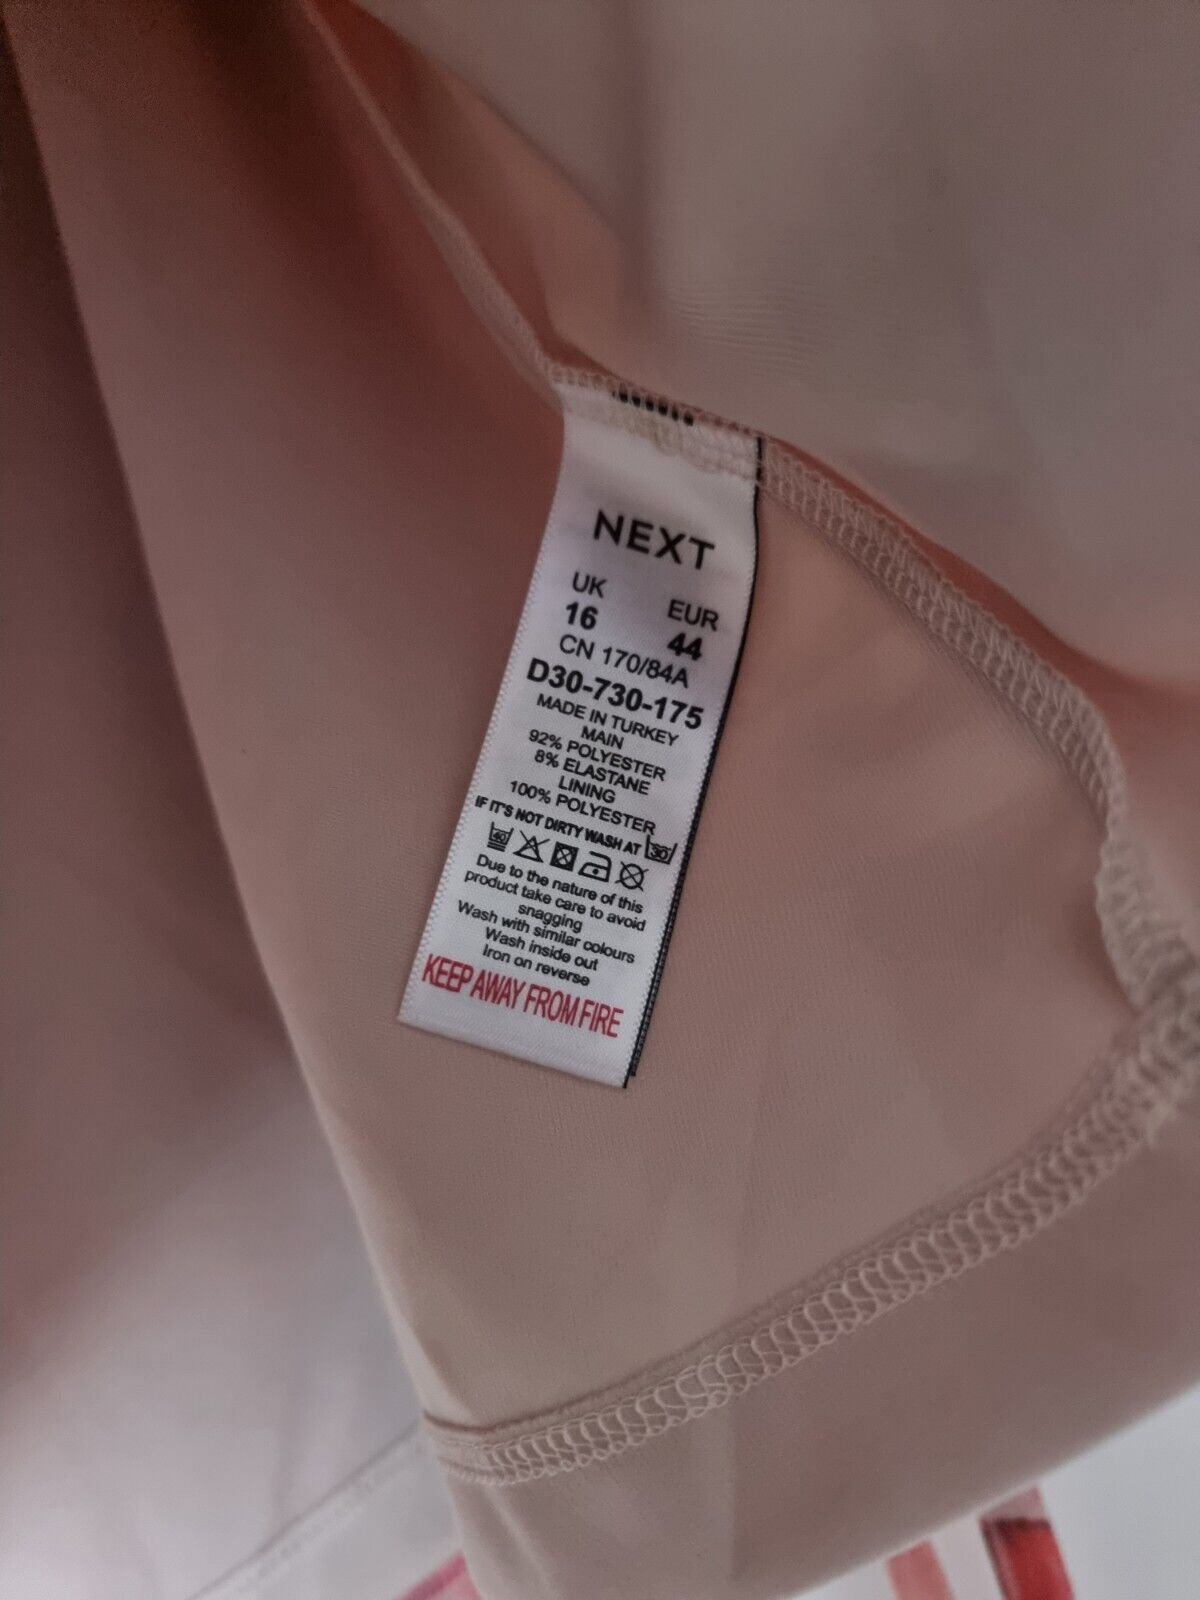 NEXT
UK EUR
16 44
CN 170/84A
D30-730-175
MADE IN TURKEY
MAIN
92% POLYESTER
8% ELASTANE
LINING
100% POLYESTER
IF IT'S NOT DIRTY WASH AT 30
40
Due to the nature of this
product take care to avoid
snagging
Wash with similar colours
Wash inside out
Iron on reverse
KEEP AWAY FROM FIRE